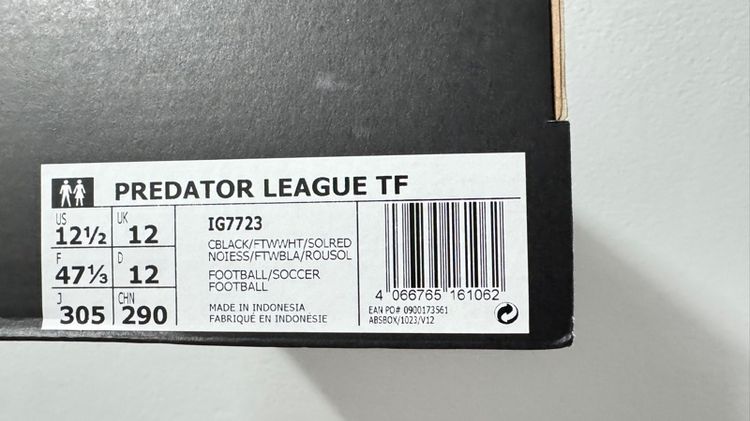 PREDATOR LEAGUE TF
US 12½ UK 12
F 47⅓ D 12
J 305 CHN 290
IG7723
CBLACK/FTWWHT/SOLRED
NOIESS/FTWBLA/ROUSOL
FOOTBALL/SOCCER
FOOTBALL
MADE IN INDONESIA
FABRIQUÉ EN INDONÉSIE
4 066765 161062
EAN PO# 0900173561
ABSBOX/1023/V12